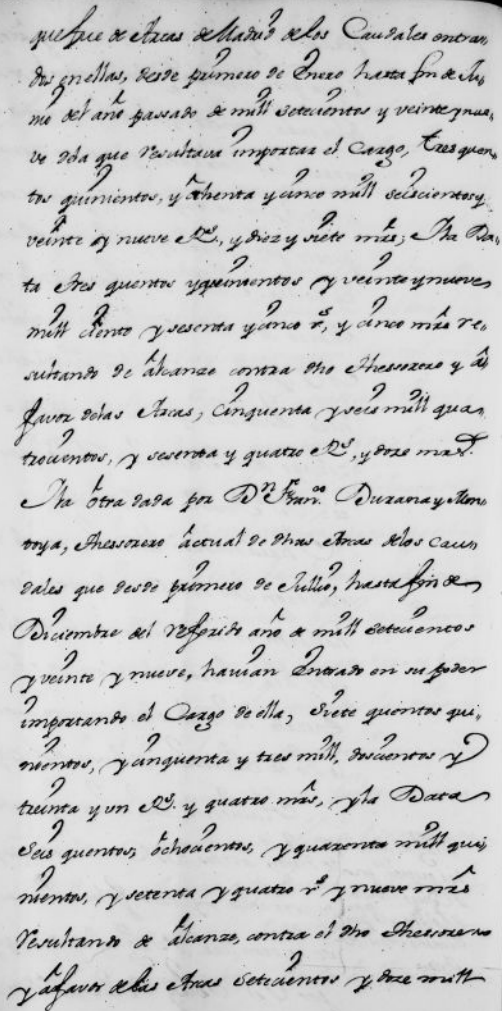 que fue de Arcas de Madrid de los Caudales entra-
dos en ellas, desde primero de Enero hasta fin de Ju-
nio del año passado de mill setecientos y veinte y nue-
ve dela que resultava importar el Cargo, tres quen-
tos quinientos, y ochenta y cinco mill seiscientos y
veinte y nueve Rs, y diez y siete mrs; Y la Da-
ta tres quentos y quinientos y veinte y nueve
mill ciento y sesenta y cinco rs, y cinco mrs re-
sultando de alcanze contra dho Thessorero y a
favor delas Arcas, cinquenta y seis mill qua-
trocientos, y sesenta y quatro Rs, y doze mrs.
Y la otra dada por Dn Franco Durana y Mon-
toya, Thessorero actual de dhas Arcas delos cau-
dales que desde primero de Jullio, hasta fin de
Diciembre del referido año de mill setecientos
y veinte y nueve, havian Entrado en su poder
importando el Cargo de ella, siete quentos qui-
nientos, y cinquenta y tres mill, doscientos y
treinta y un Rs. y quatro mrs, y la Data
seis quentos, ochocientos, y quarenta mill qui-
nientos, y setenta y quatro rs y nueve mrs
resultando de alcanze, contra el dho Thessorero
y a favor de las Arcas setecientos y doze mill